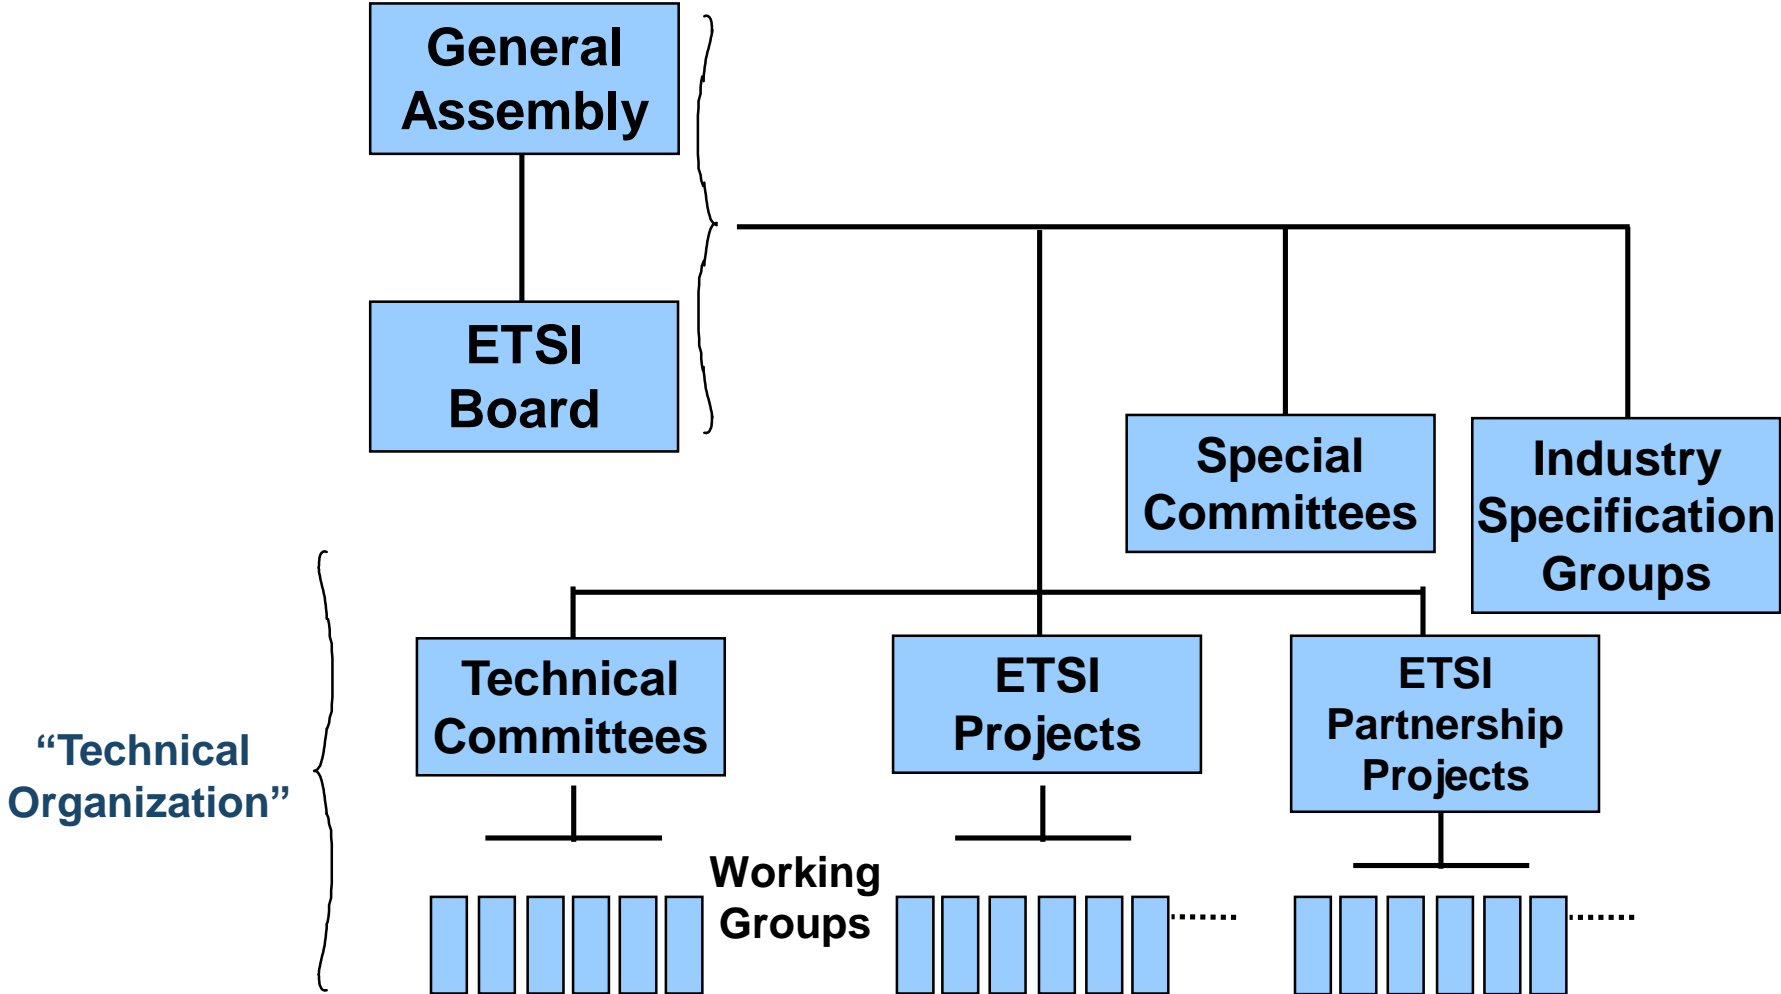 General
Assembly
ETSI
Board
Special
Committees
Industry
Specification
Groups
“Technical
Organization”
Technical
Committees
ETSI
Projects
ETSI
Partnership
Projects
Working
Groups